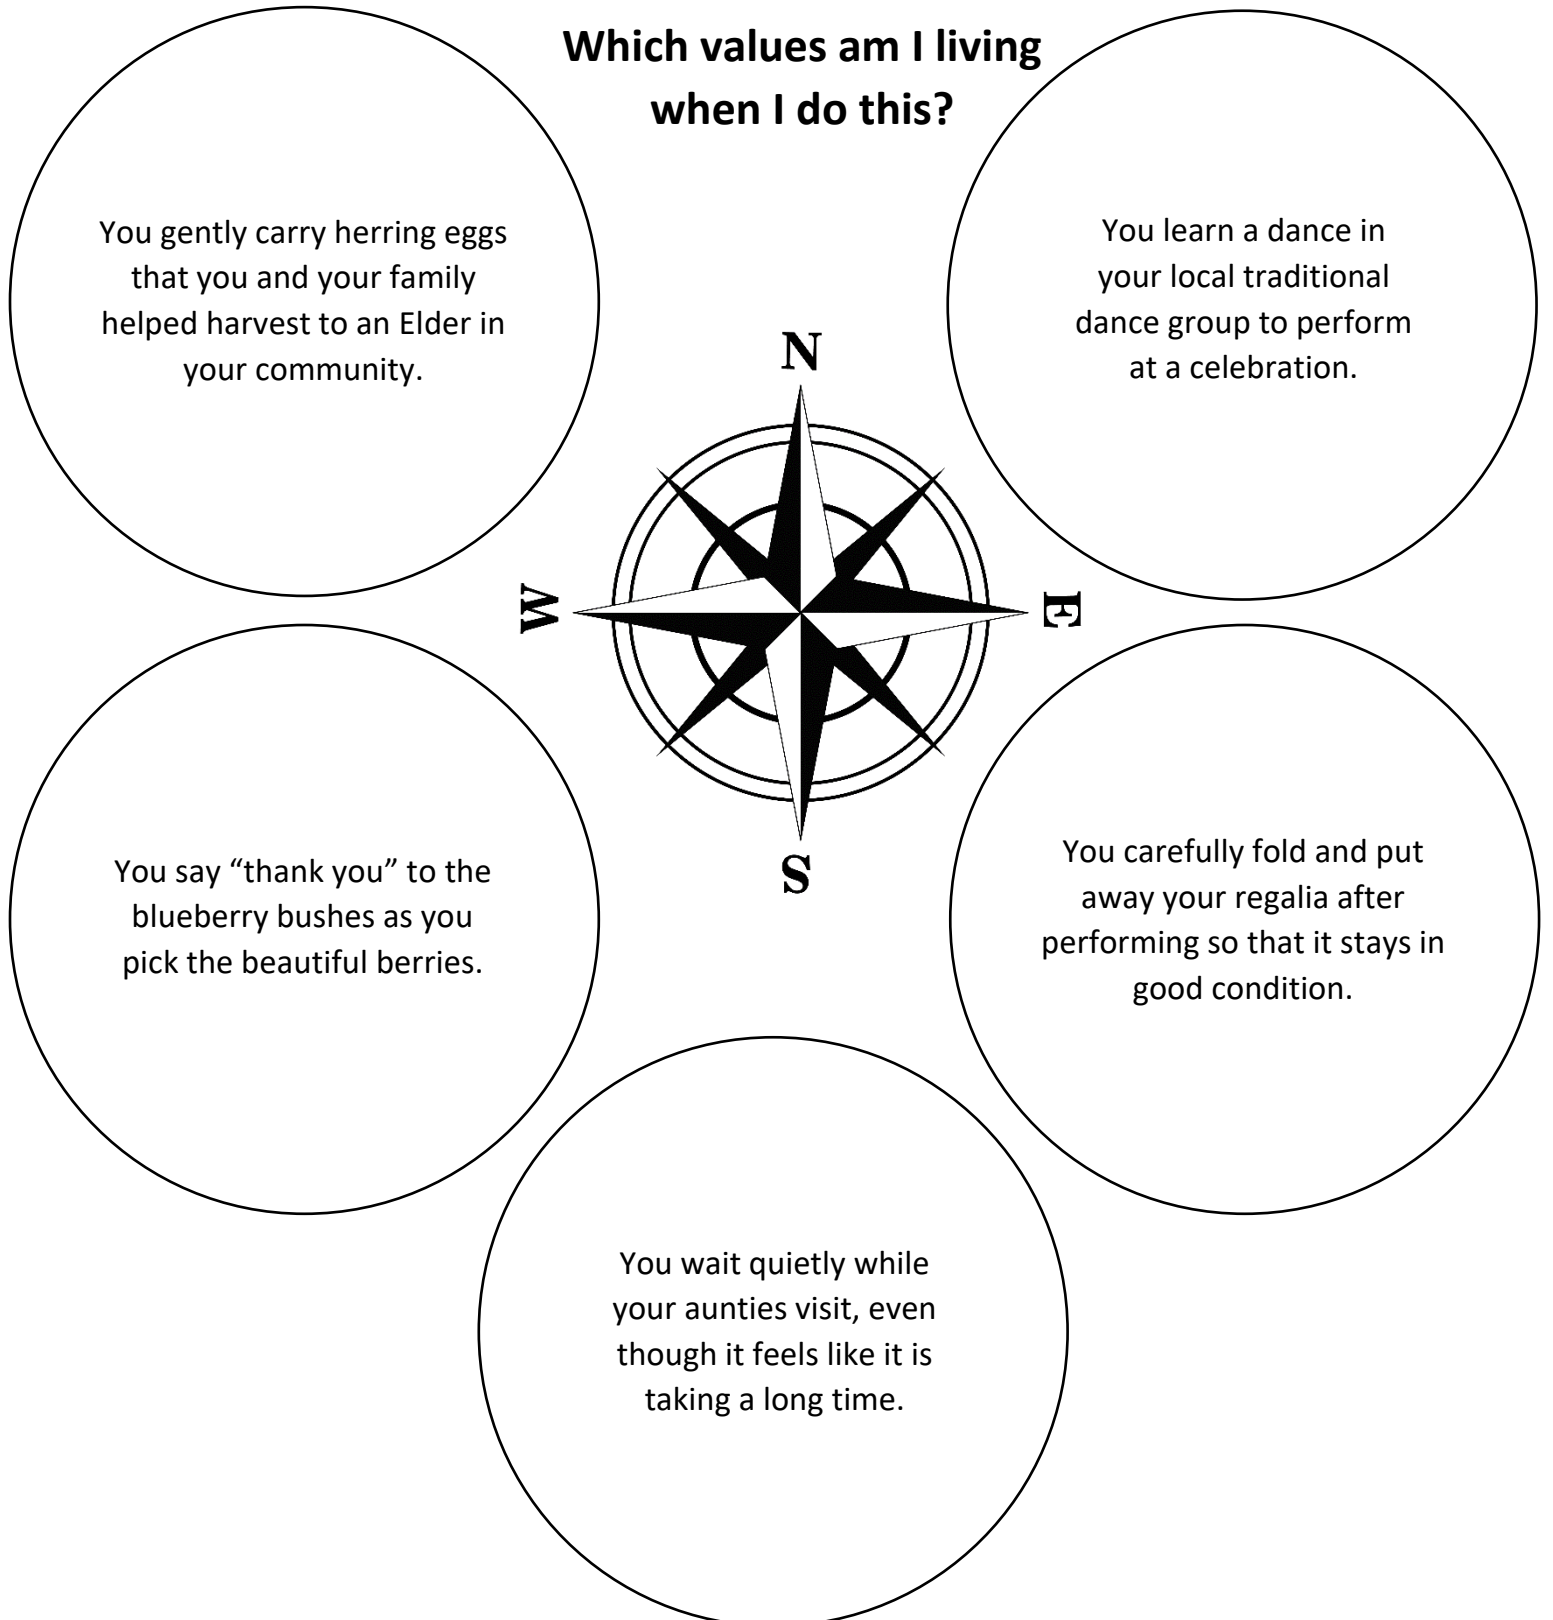 Which values am I living
when I do this?
You gently carry herring eggs
that you and your family
helped harvest to an Elder in
your community.
You learn a dance in
your local traditional
dance group to perform
at a celebration.
N
W
E
S
You say “thank you” to the
blueberry bushes as you
pick the beautiful berries.
You carefully fold and put
away your regalia after
performing so that it stays in
good condition.
You wait quietly while
your aunties visit, even
though it feels like it is
taking a long time.